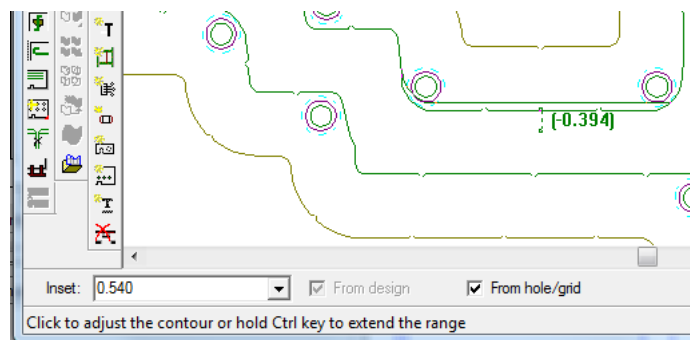 (-0.394)
Inset: 0.540 From design From hole/grid
Click to adjust the contour or hold Ctrl key to extend the range